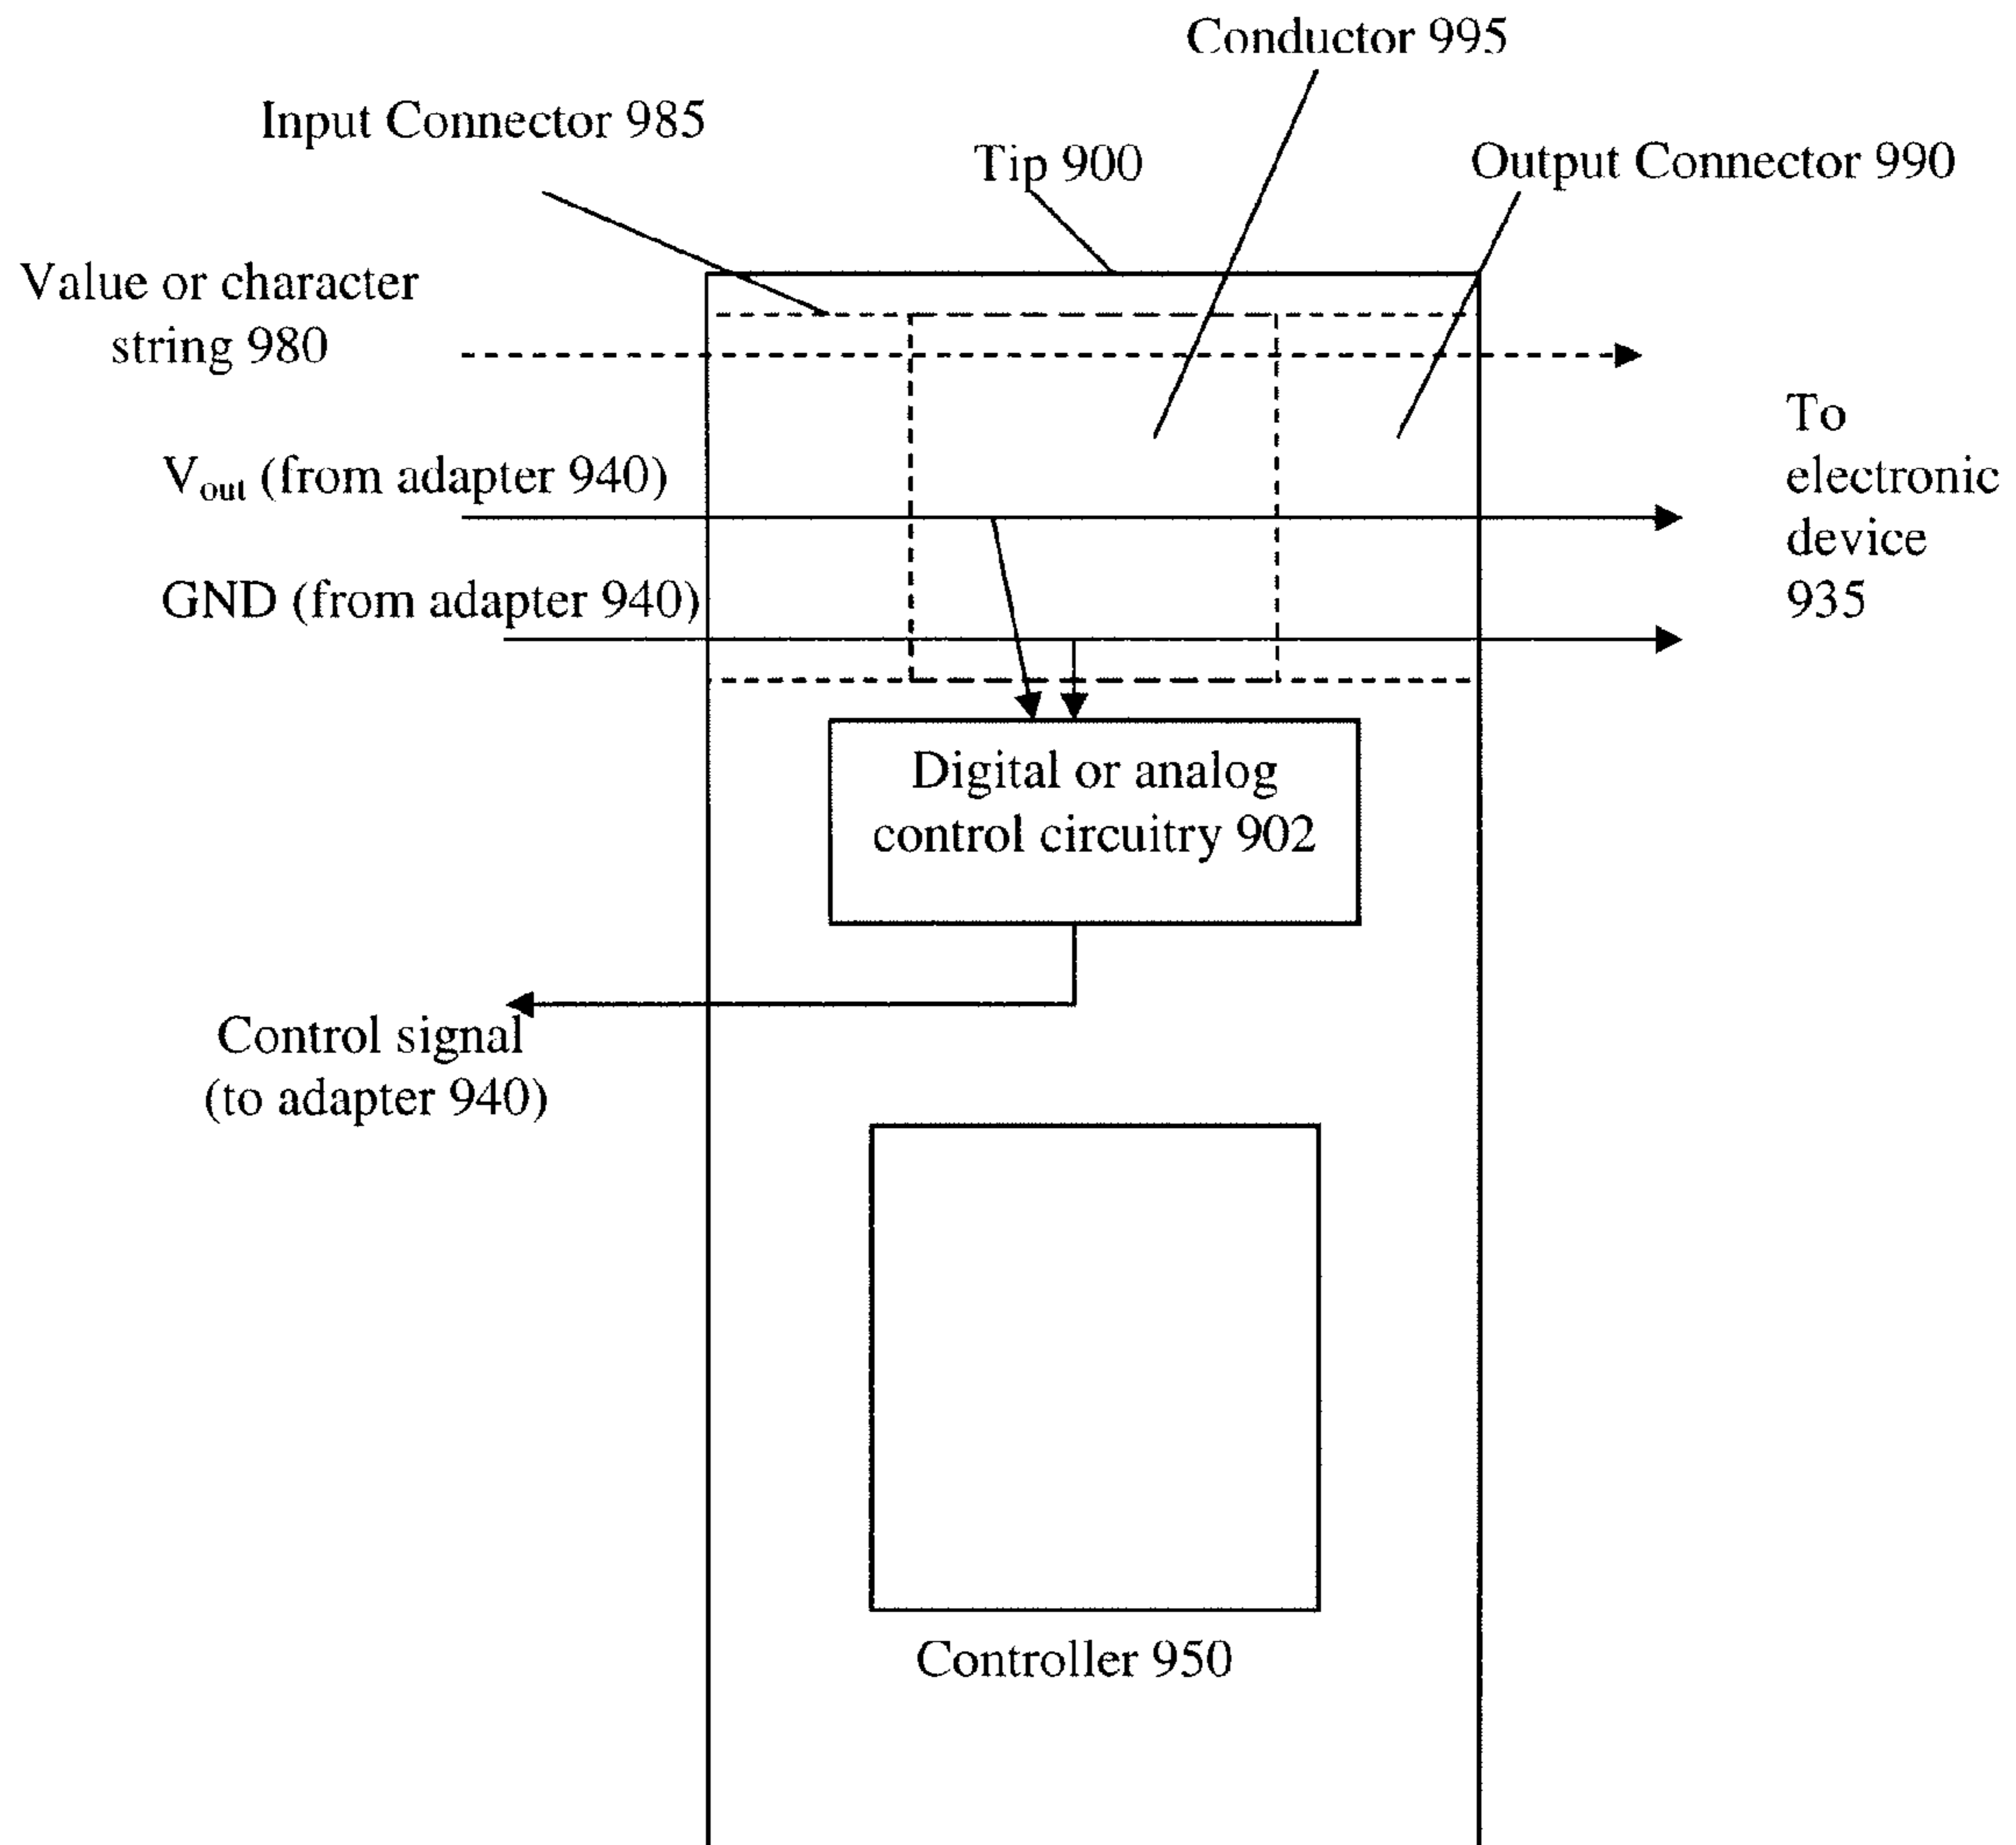 Conductor 995
Input Connector 985
Tip 900
Output Connector 990
Value or character
string 980
To
electronic
device
935
Vout (from adapter 940)
GND (from adapter 940)
Digital or analog
control circuitry 902
Control signal
(to adapter 940)
Controller 950